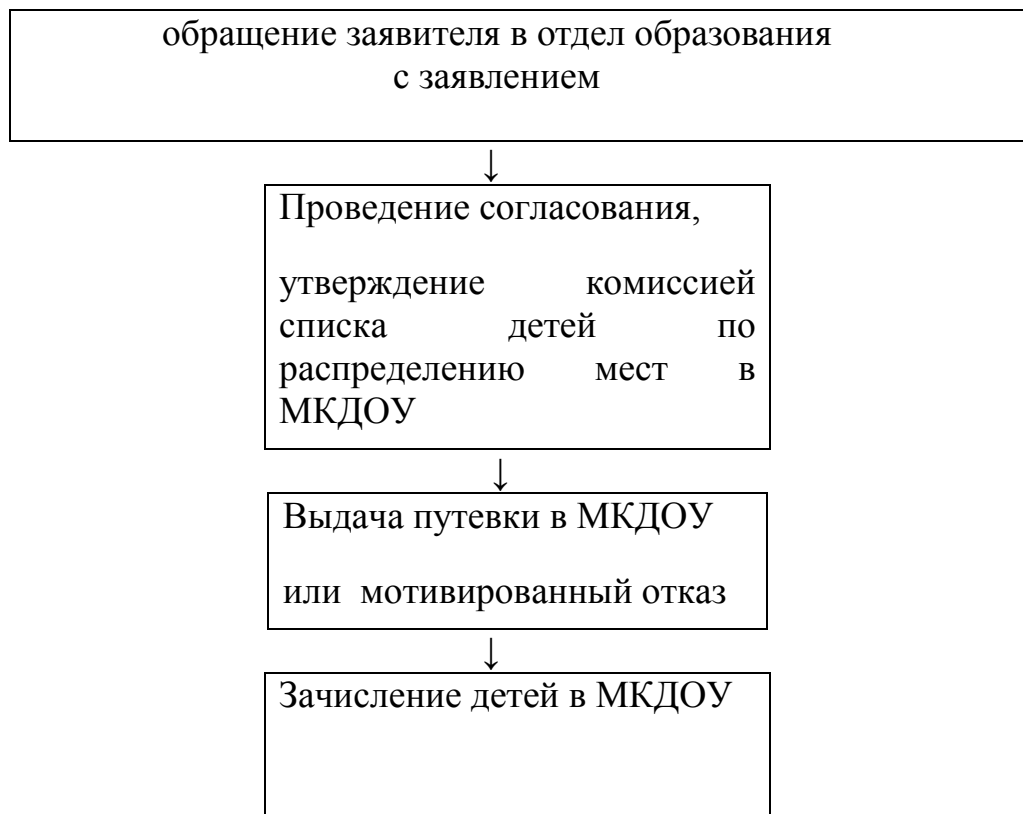 обращение заявителя в отдел образования
с заявлением
↓
Проведение согласования,
утверждение комиссией
списка детей по
распределению мест в
МКДОУ
↓
Выдача путевки в МКДОУ
или мотивированный отказ
↓
Зачисление детей в МКДОУ